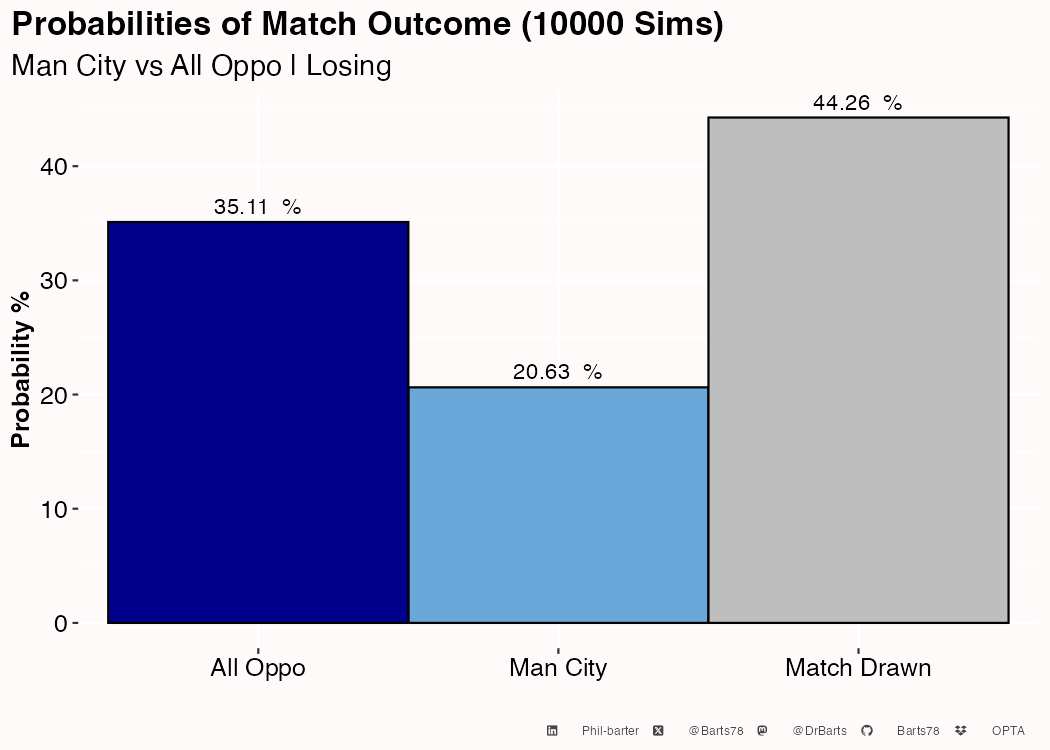 Probabilities of Match Outcome (10000 Sims)
Man City vs All Oppo | Losing
Probability %
40
30
20
10
0
35.11 %
20.63 %
44.26 %
All Oppo
Man City
Match Drawn
Phil-barter @Barts78 @DrBarts Barts78 OPTA